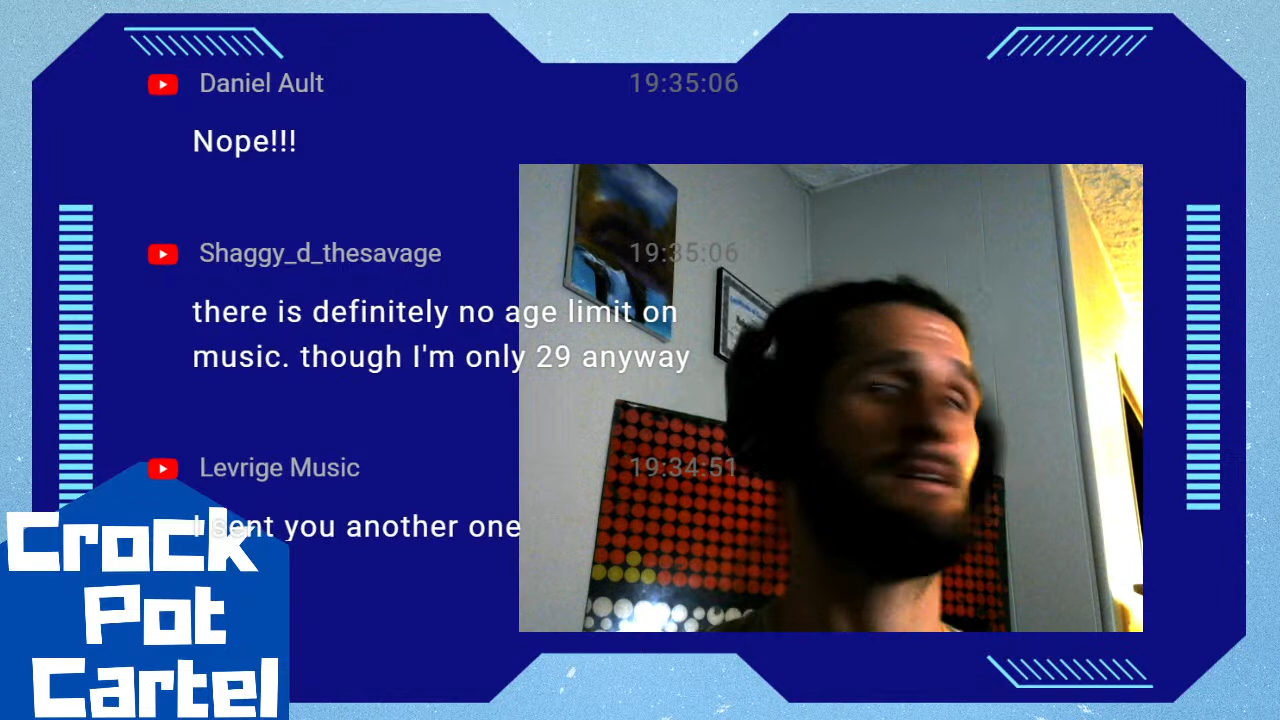 Daniel Ault 19:35:06
Nope!!!
Shaggy_d_thesavage 19:35:06
there is definitely no age limit on
music. though I'm only 29 anyway
Levrige Music 19:34:51
I sent you another one
Crock
Pot
Cartel